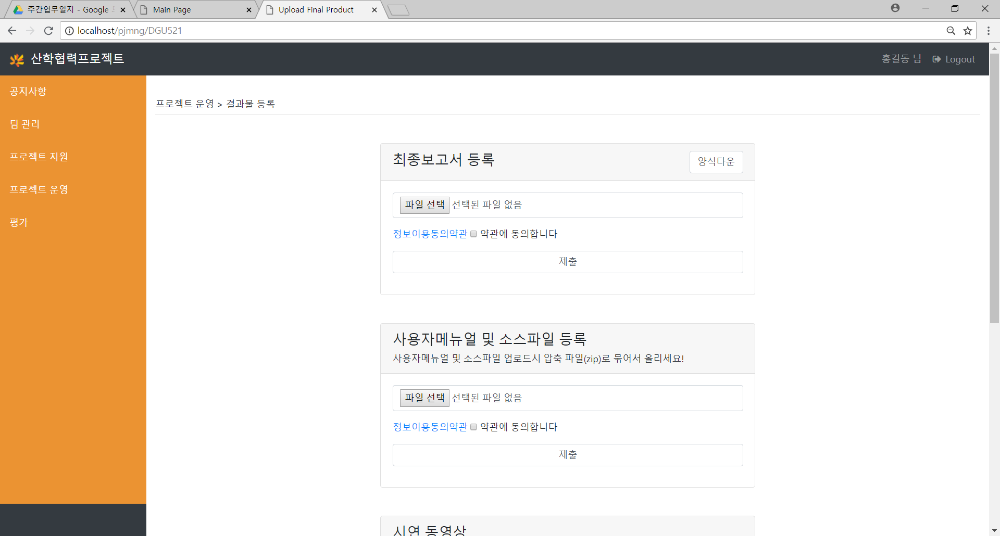 주간업무일지 - Google
Main Page
Upload Final Product
localhost/pjmng/DGU521
산학협력프로젝트
홍길동 님
Logout
공지사항
팀 관리
프로젝트 지원
프로젝트 운영
평가
프로젝트 운영 > 결과물 등록
최종보고서 등록
양식다운
파일 선택 선택된 파일 없음
정보이용동의약관 약관에 동의합니다
제출
사용자메뉴얼 및 소스파일 등록
사용자메뉴얼 및 소스파일 업로드시 압축 파일(zip)로 묶어서 올리세요!
파일 선택 선택된 파일 없음
정보이용동의약관 약관에 동의합니다
제출
시연 동영상